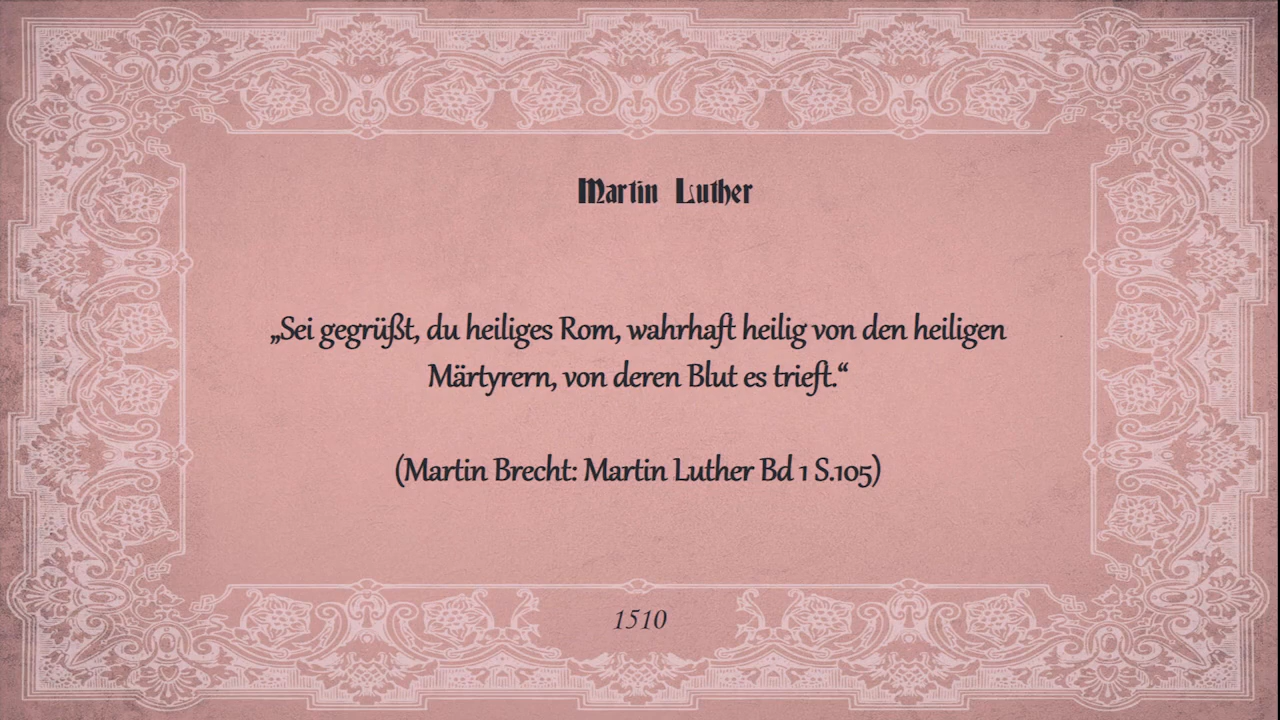 Martin Luther
„Sei gegrüßt, du heiliges Rom, wahrhaft heilig von den heiligen
Märtyrern, von deren Blut es trieft.“
(Martin Brecht: Martin Luther Bd 1 S.105)
1510